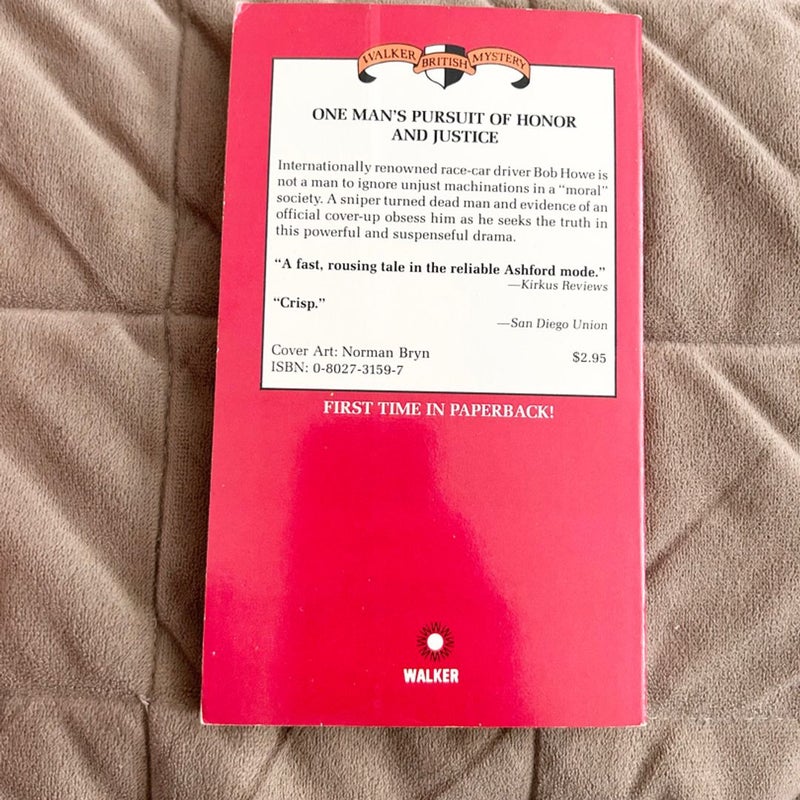 WALKER BRITISH MYSTERY
ONE MAN'S PURSUIT OF HONOR
AND JUSTICE
Internationally renowned race-car driver Bob Howe is
not a man to ignore unjust machinations in a "moral"
society. A sniper turned dead man and evidence of an
official cover-up obsess him as he seeks the truth in
this powerful and suspenseful drama.
"A fast, rousing tale in the reliable Ashford mode."
—Kirkus Reviews
"Crisp."
—San Diego Union
Cover Art: Norman Bryn
ISBN: 0-8027-3159-7 $2.95
FIRST TIME IN PAPERBACK!
WALKER